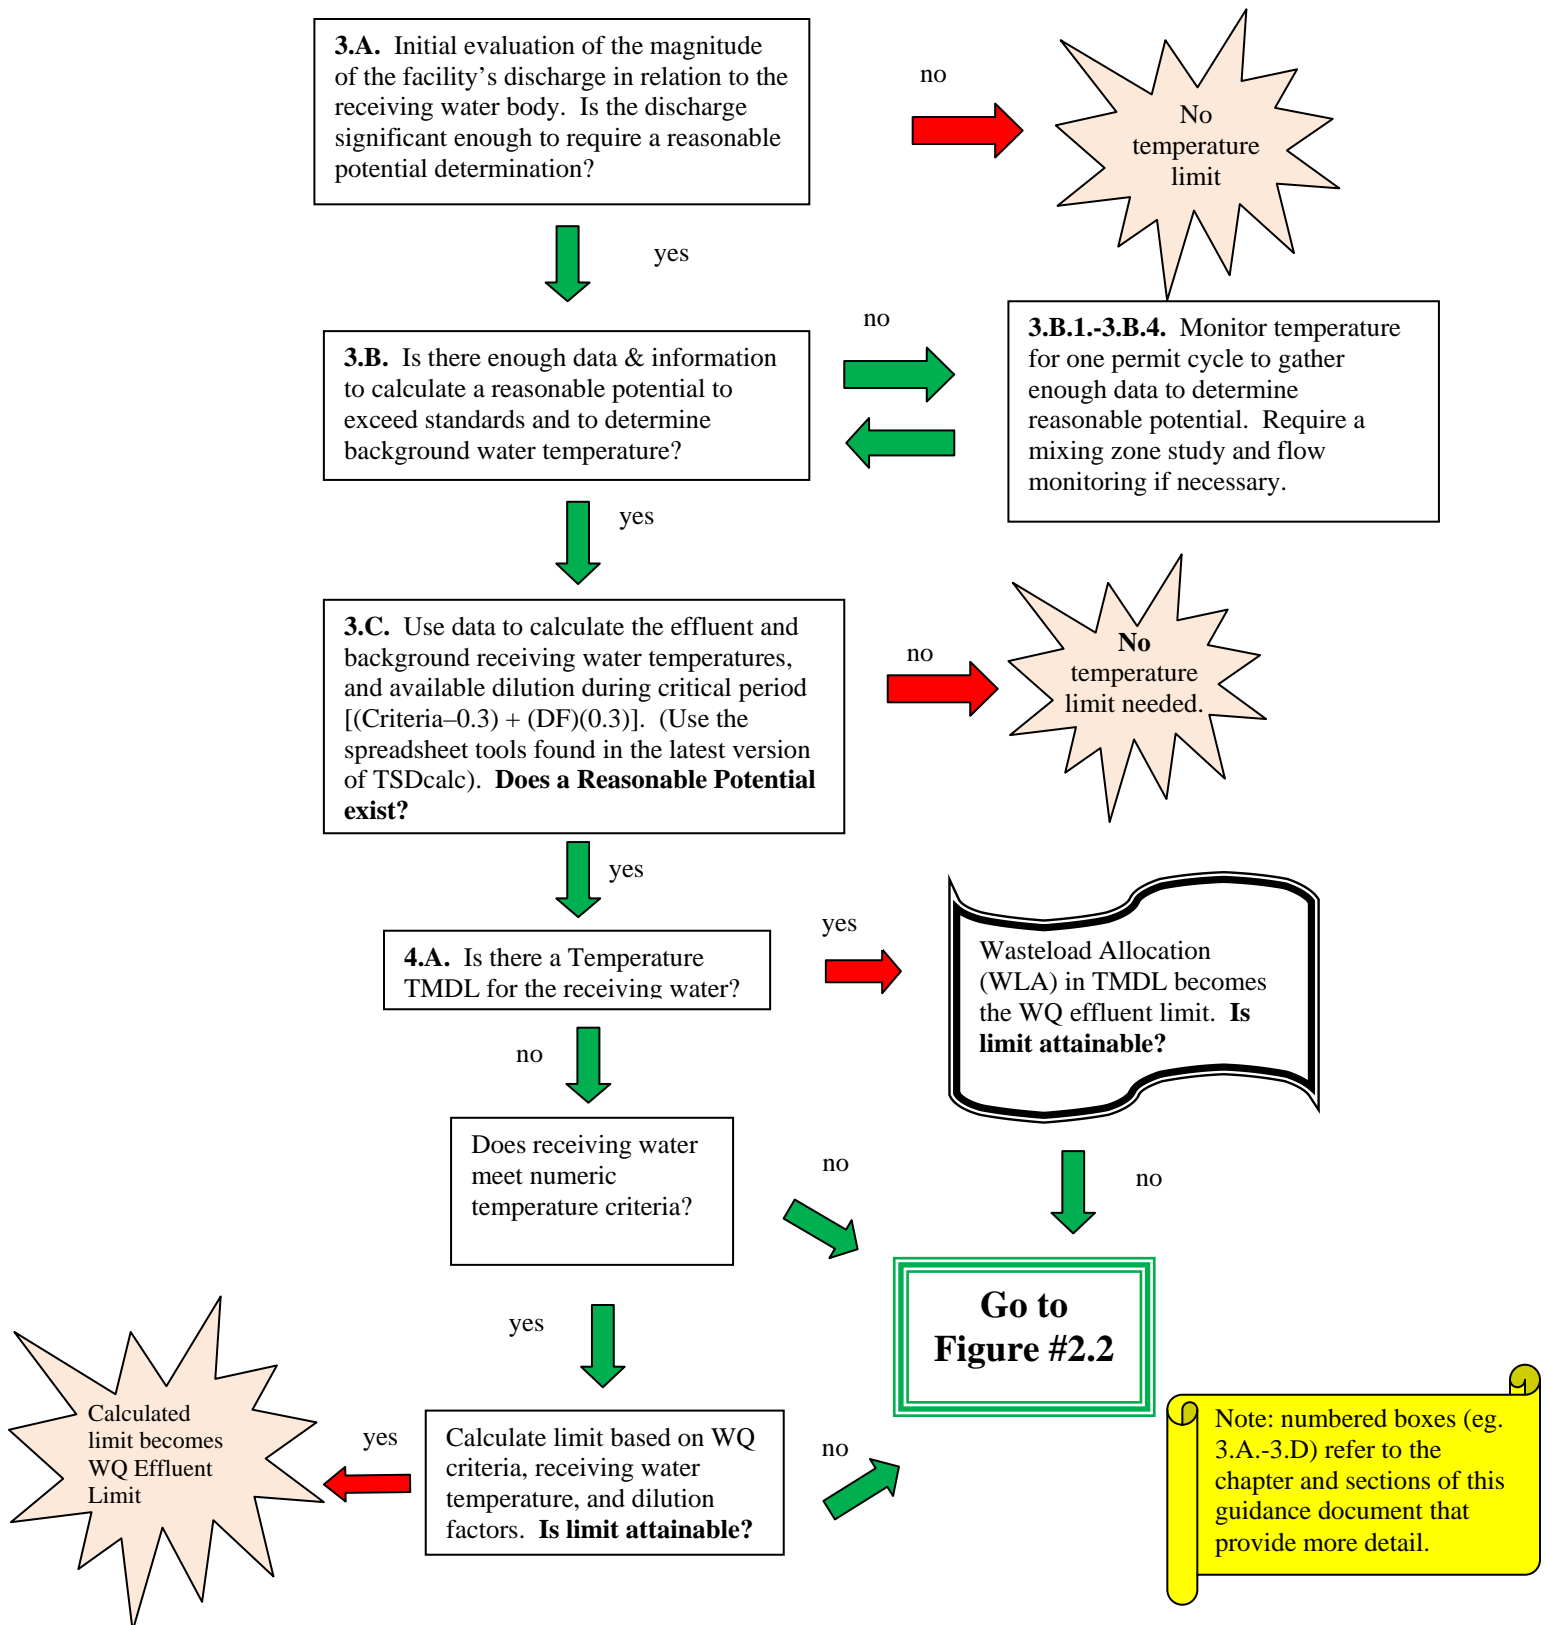 3.A.  Initial evaluation of the magnitude
of the facility’s discharge in relation to the
receiving water body.  Is the discharge
significant enough to require a reasonable
potential determination?
no
No
temperature
limit
yes
3.B.  Is there enough data & information
to calculate a reasonable potential to
exceed standards and to determine
background water temperature?
no
3.B.1.-3.B.4.  Monitor temperature
for one permit cycle to gather
enough data to determine
reasonable potential.  Require a
mixing zone study and flow
monitoring if necessary.
yes
3.C.  Use data to calculate the effluent and
background receiving water temperatures,
and available dilution during critical period
[(Criteria–0.3) + (DF)(0.3)].  (Use the
spreadsheet tools found in the latest version
of TSDcalc).  Does a Reasonable Potential
exist?
no
No
temperature
limit needed.
yes
4.A.  Is there a Temperature
TMDL for the receiving water?
yes
Wasteload Allocation
(WLA) in TMDL becomes
the WQ effluent limit.  Is
limit attainable?
no
Does receiving water
meet numeric
temperature criteria?
no
no
Go to
Figure #2.2
yes
Calculated
limit becomes
WQ Effluent
Limit
yes
Calculate limit based on WQ
criteria, receiving water
temperature, and dilution
factors.  Is limit attainable?
no
Note: numbered boxes (eg.
3.A.-3.D) refer to the
chapter and sections of this
guidance document that
provide more detail.